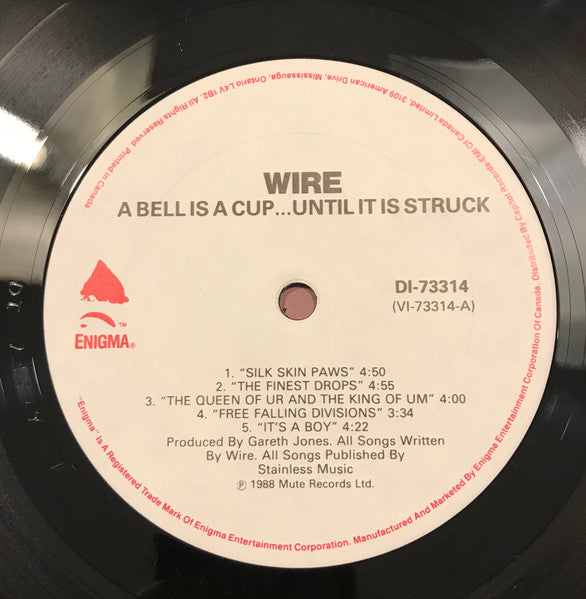 WIRE
A BELL IS A CUP...UNTIL IT IS STRUCK
DI-73314
(VI-73314-A)
™
ENIGMA®
1. "SILK SKIN PAWS" 4:50
2. "THE FINEST DROPS" 4:55
3. "THE QUEEN OF UR AND THE KING OF UM" 4:00
4. "FREE FALLING DIVISIONS" 3:34
5. "IT'S A BOY" 4:22
Produced By Gareth Jones. All Songs Written
By Wire. All Songs Published By
Stainless Music
℗ 1988 Mute Records Ltd.
"Enigma" Is A Registered Trade Mark Of Enigma Entertainment Corporation. Manufactured And Marketed By Enigma Entertainment Corporation Of Canada. Distributed By Capitol Records-EMI Of Canada Limited, 3109 American Drive, Mississauga, Ontario L4V 1B2. All Rights Reserved. Printed In Canada